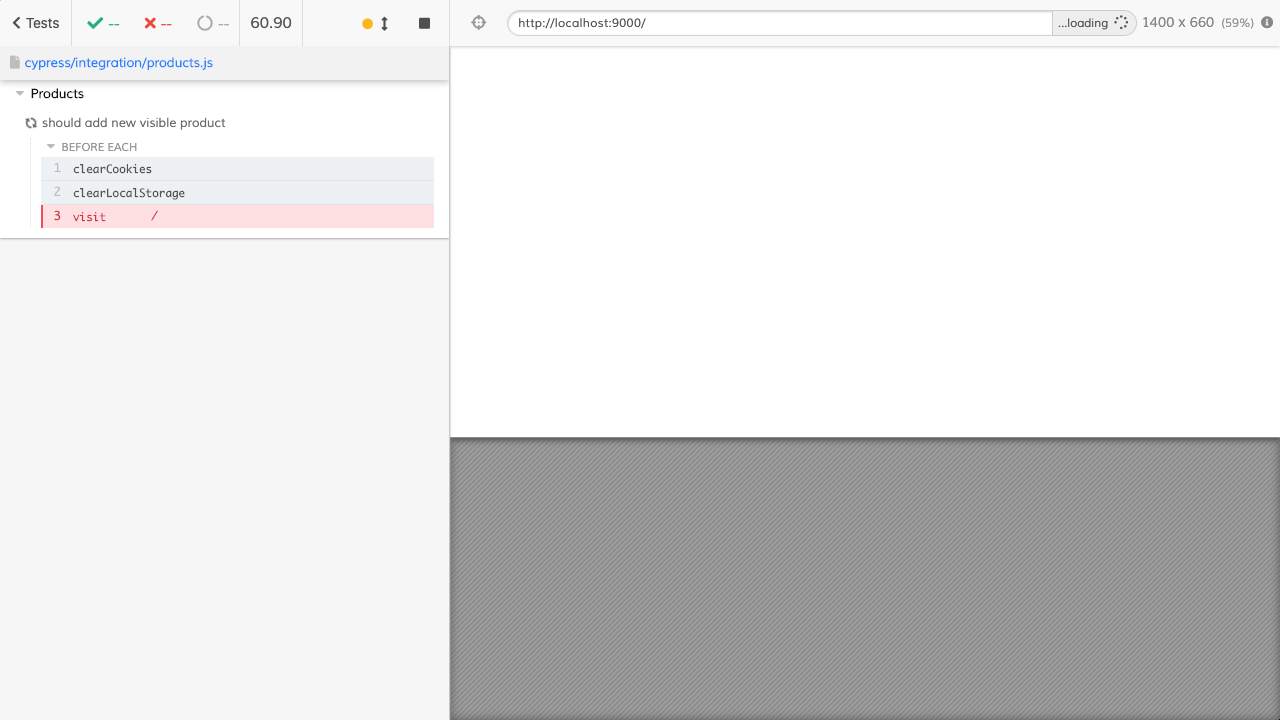 Tests -- -- -- 60.90
http://localhost:9000/ ...loading 1400 x 660 (59%)
cypress/integration/products.js
Products
should add new visible product
BEFORE EACH
1 clearCookies
2 clearLocalStorage
3 visit /